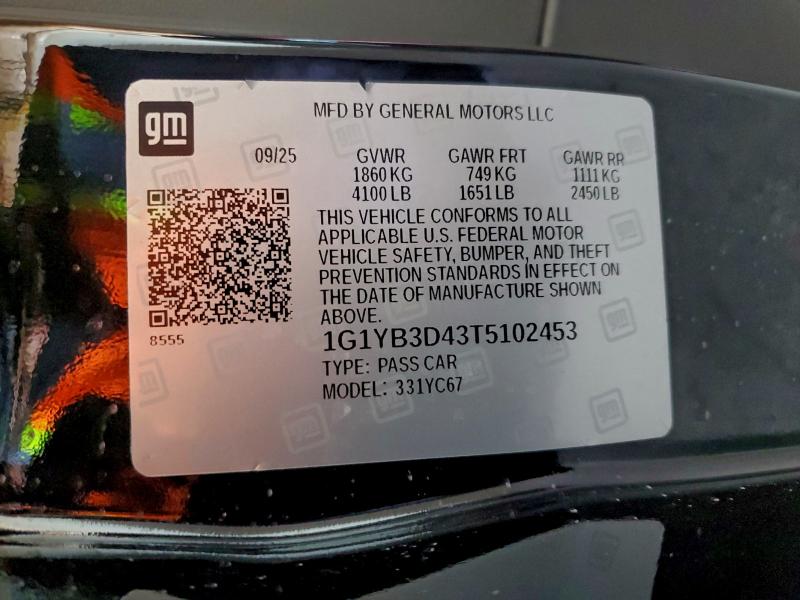 gm
MFD BY GENERAL MOTORS LLC
09/25 GVWR GAWR FRT GAWR RR
1860 KG 749 KG 1111 KG
4100 LB 1651 LB 2450 LB
THIS VEHICLE CONFORMS TO ALL
APPLICABLE U.S. FEDERAL MOTOR
VEHICLE SAFETY, BUMPER, AND THEFT
PREVENTION STANDARDS IN EFFECT ON
THE DATE OF MANUFACTURE SHOWN
ABOVE.
8555
1G1YB3D43T5102453
TYPE: PASS CAR
MODEL: 331YC67